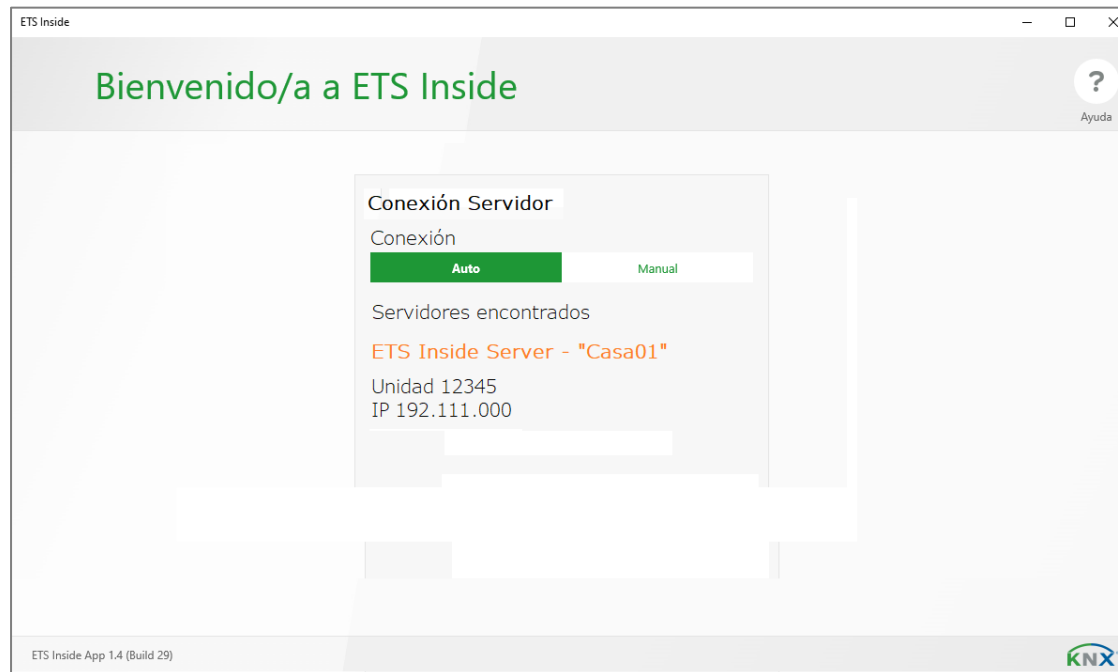 ETS Inside
Bienvenido/a a ETS Inside
?
Ayuda
Conexión Servidor
Conexión
Auto Manual
Servidores encontrados
ETS Inside Server - "Casa01"
Unidad 12345
IP 192.111.000
ETS Inside App 1.4 (Build 29)
KNX